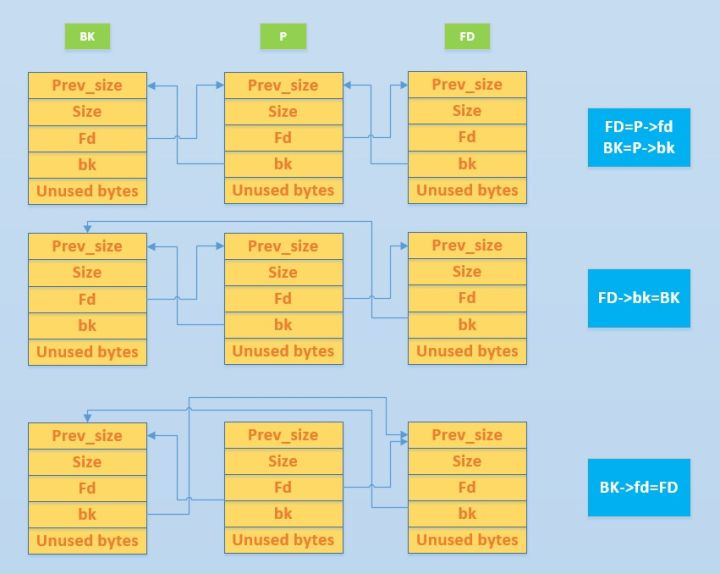 BK P FD
Prev_size Prev_size Prev_size
Size Size Size
Fd Fd Fd
bk bk bk
Unused bytes Unused bytes Unused bytes
FD=P->fd
BK=P->bk
Prev_size Prev_size Prev_size
Size Size Size
Fd Fd Fd
bk bk bk
Unused bytes Unused bytes Unused bytes
FD->bk=BK
Prev_size Prev_size Prev_size
Size Size Size
Fd Fd Fd
bk bk bk
Unused bytes Unused bytes Unused bytes
BK->fd=FD